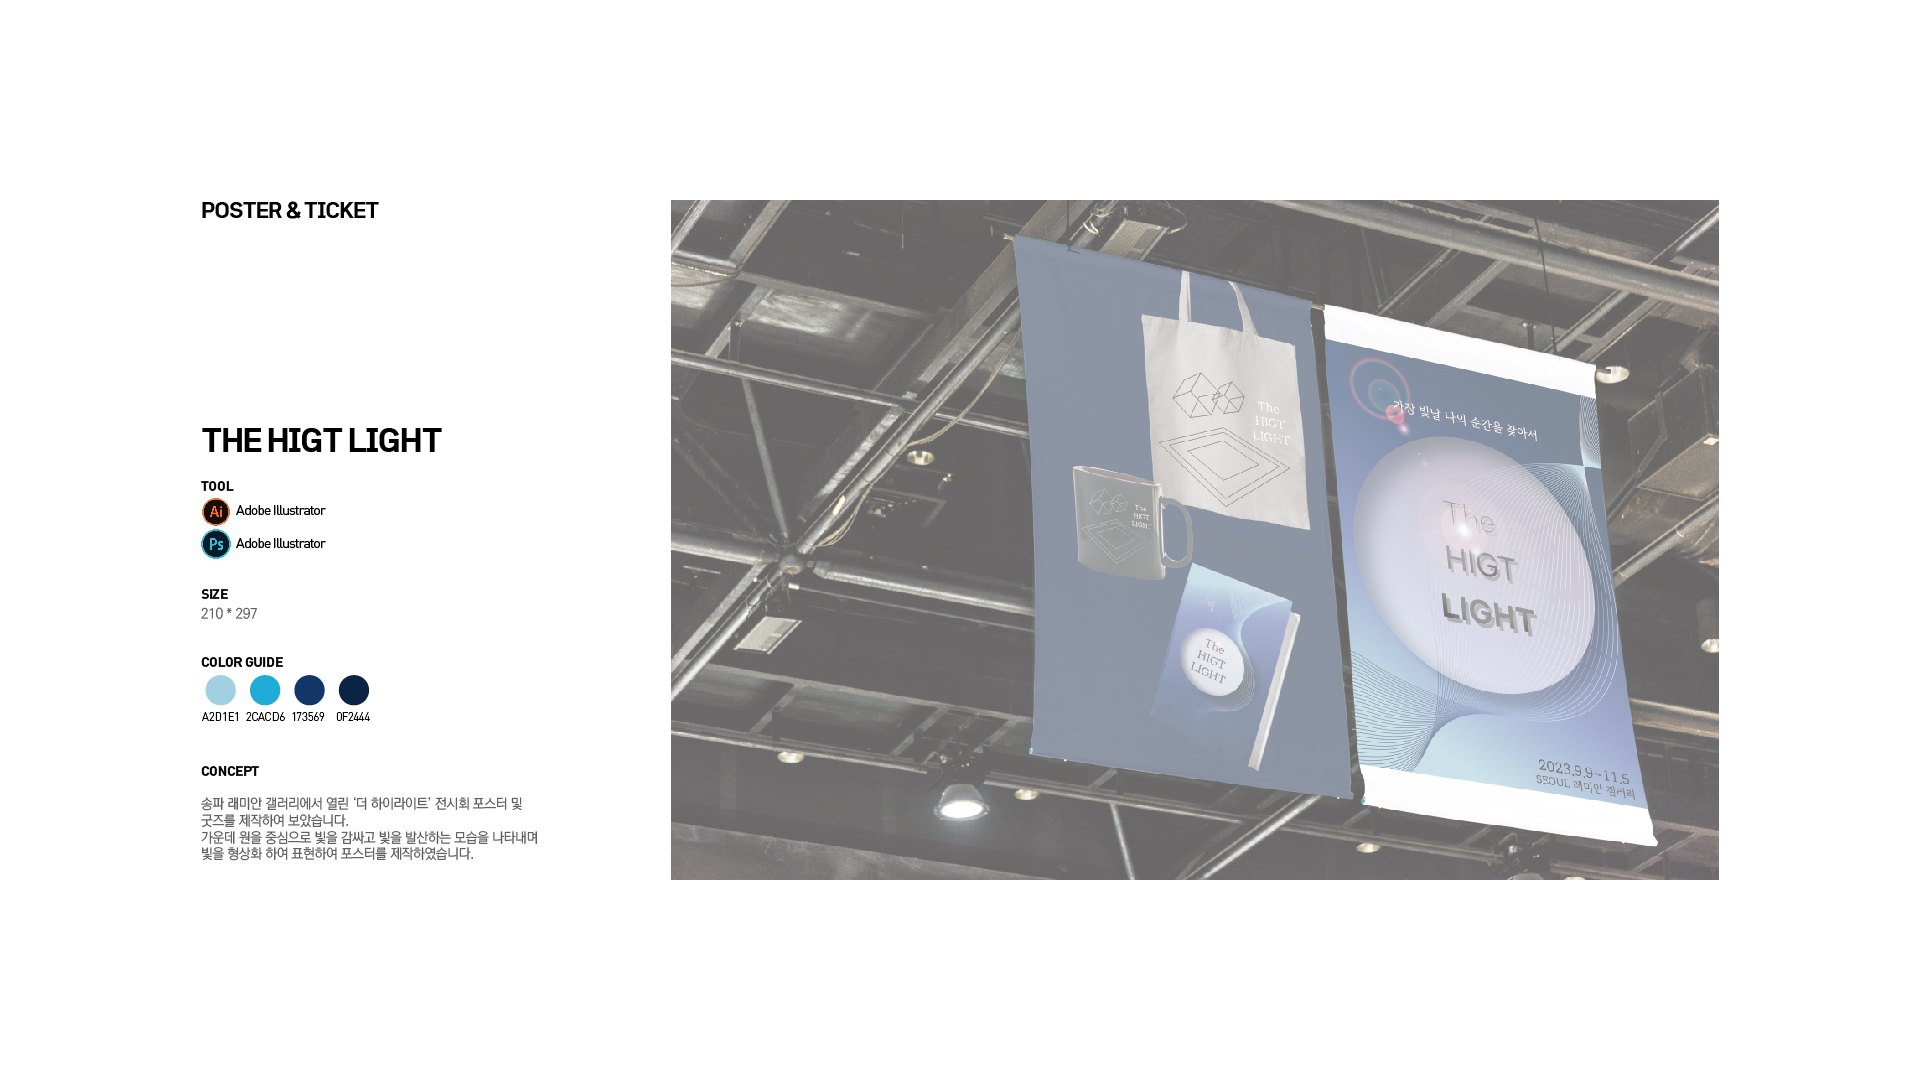 POSTER & TICKET
THE HIGT LIGHT
TOOL
Ai Adobe Illustrator
Ps Adobe Illustrator
SIZE
210 * 297
COLOR GUIDE
A2D1E1 2CACD6 173569 0F2444
CONCEPT
송파 래미안 갤러리에서 열린 ‘더 하이라이트’ 전시회 포스터 및
굿즈를 제작하여 보았습니다.
가운데 원을 중심으로 빛을 감싸고 빛을 발산하는 모습을 나타내며
빛을 형상화 하여 표현하여 포스터를 제작하였습니다.
The
HIGT
LIGHT
The
HIGT
LIGHT
The
HIGT
LIGHT
가장 빛날 나의 순간을 찾아서
The
HIGT
LIGHT
2023.9.9~11.5
SEOUL 래미안 갤러리